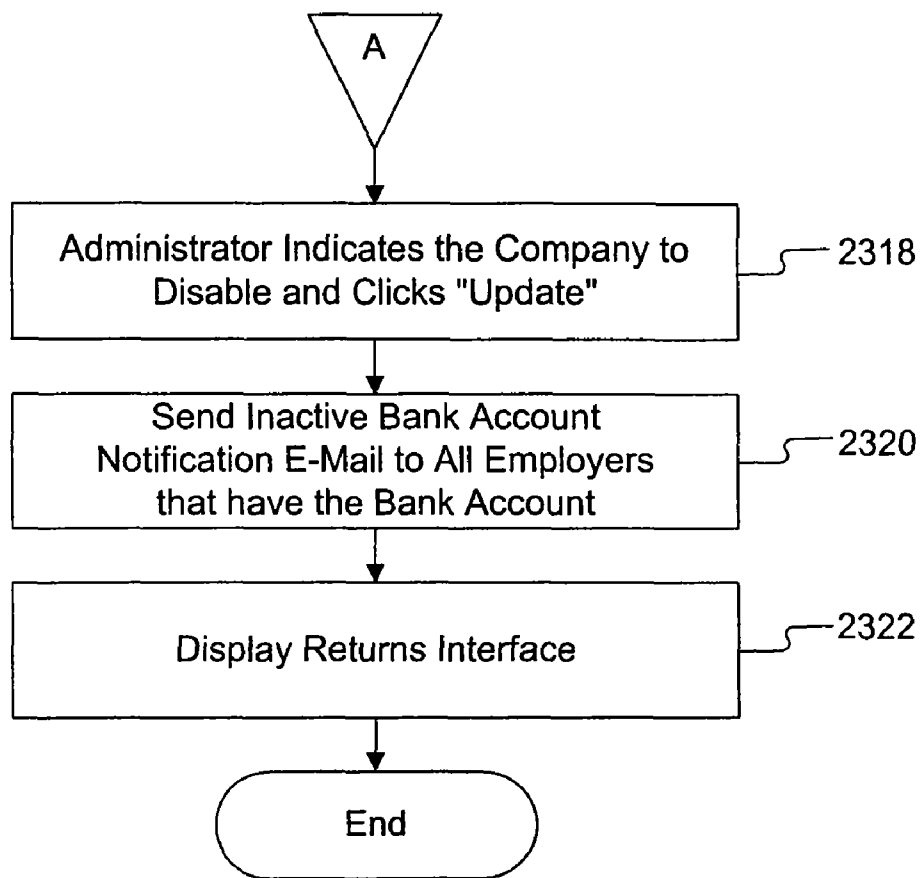 A
Administrator Indicates the Company to
Disable and Clicks "Update"
2318
Send Inactive Bank Account
Notification E-Mail to All Employers
that have the Bank Account
2320
Display Returns Interface
2322
End